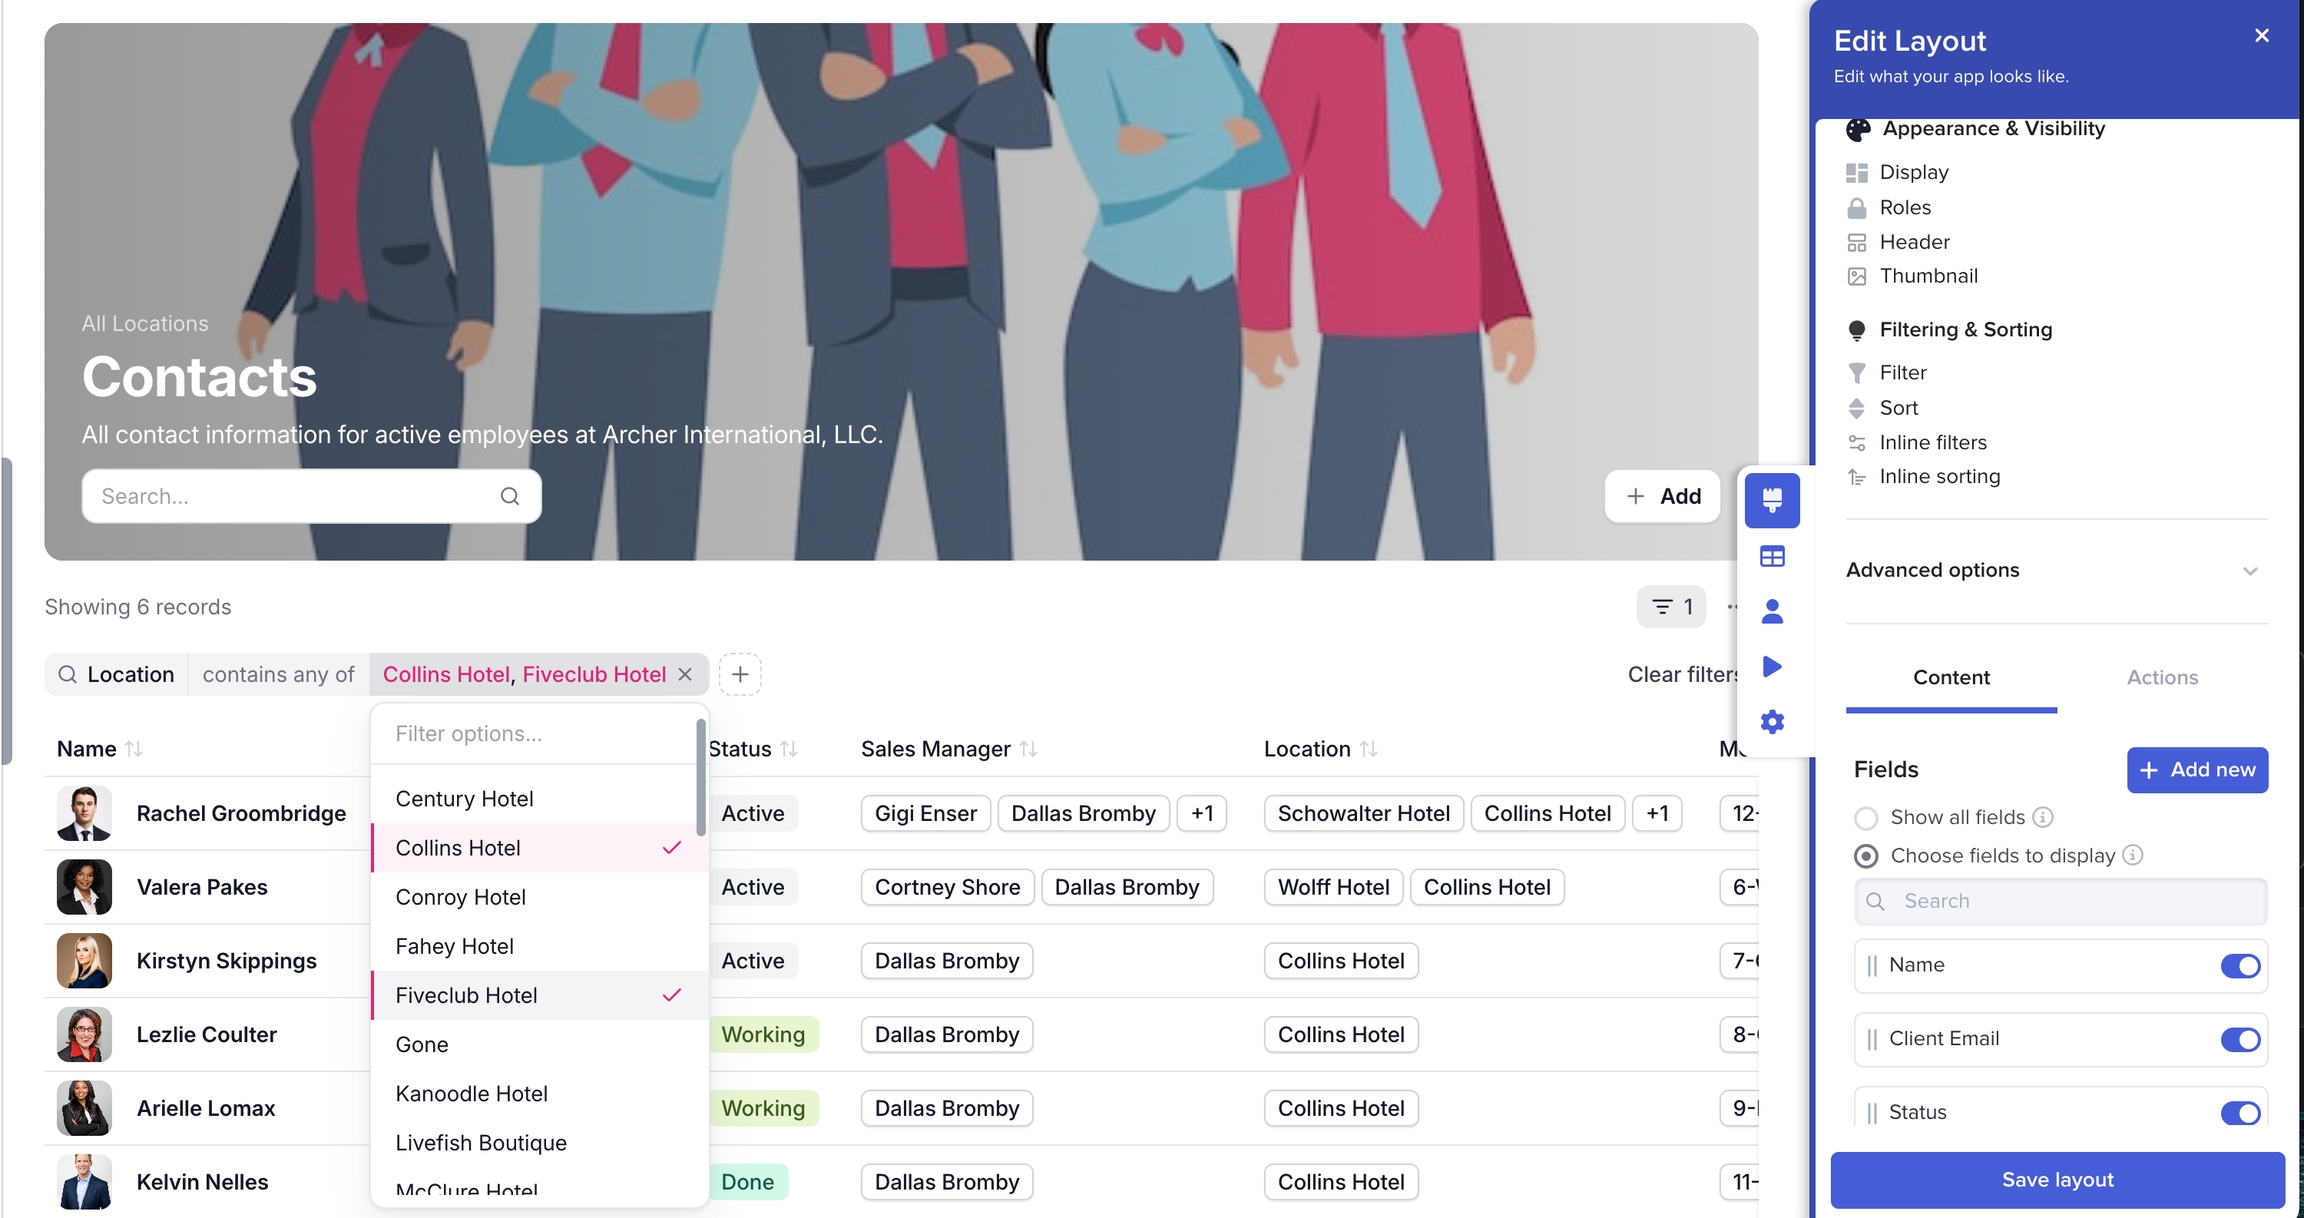 All Locations
Contacts
All contact information for active employees at Archer International, LLC.
Search...
+ Add
Showing 6 records
1
Location contains any of Collins Hotel, Fiveclub Hotel
Clear filters
Filter options...
Century Hotel
Collins Hotel
Conroy Hotel
Fahey Hotel
Fiveclub Hotel
Gone
Kanoodle Hotel
Livefish Boutique
McClure Hotel
Name Status Sales Manager Location
Rachel Groombridge Active Gigi Enser Dallas Bromby +1 Schowalter Hotel Collins Hotel +1 12-
Valera Pakes Active Cortney Shore Dallas Bromby Wolff Hotel Collins Hotel 6-
Kirstyn Skippings Active Dallas Bromby Collins Hotel 7-
Lezlie Coulter Working Dallas Bromby Collins Hotel 8-
Arielle Lomax Working Dallas Bromby Collins Hotel 9-
Kelvin Nelles Done Dallas Bromby Collins Hotel 11-
Edit Layout
Edit what your app looks like.
Appearance & Visibility
Display
Roles
Header
Thumbnail
Filtering & Sorting
Filter
Sort
Inline filters
Inline sorting
Advanced options
Content Actions
Fields
+ Add new
Show all fields
Choose fields to display
Search
Name
Client Email
Status
Save layout